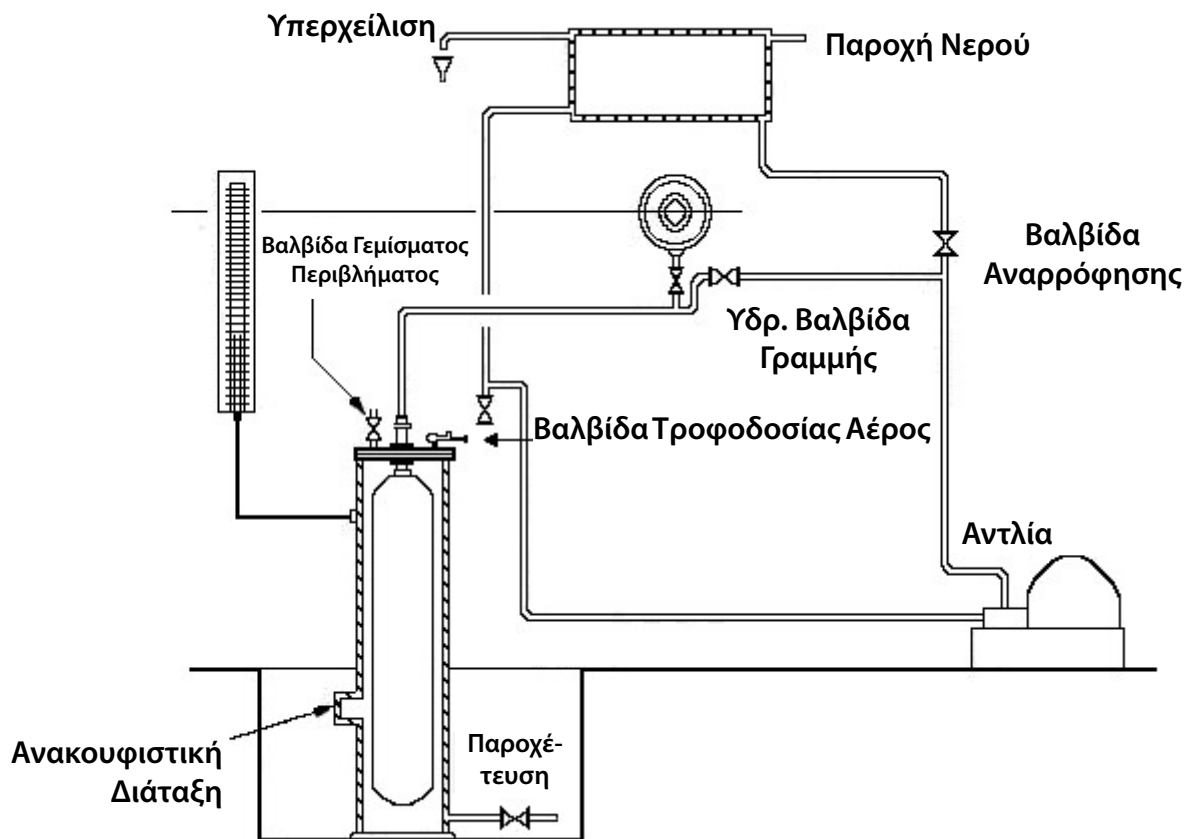 Υπερχείλιση
Παροχή Νερού
Βαλβίδα Γεμίσματος
Περιβλήματος
Βαλβίδα
Αναρρόφησης
Υδρ. Βαλβίδα
Γραμμής
Βαλβίδα Τροφοδοσίας Αέρος
Αντλία
Ανακουφιστική
Διάταξη
Παροχέ-
τευση